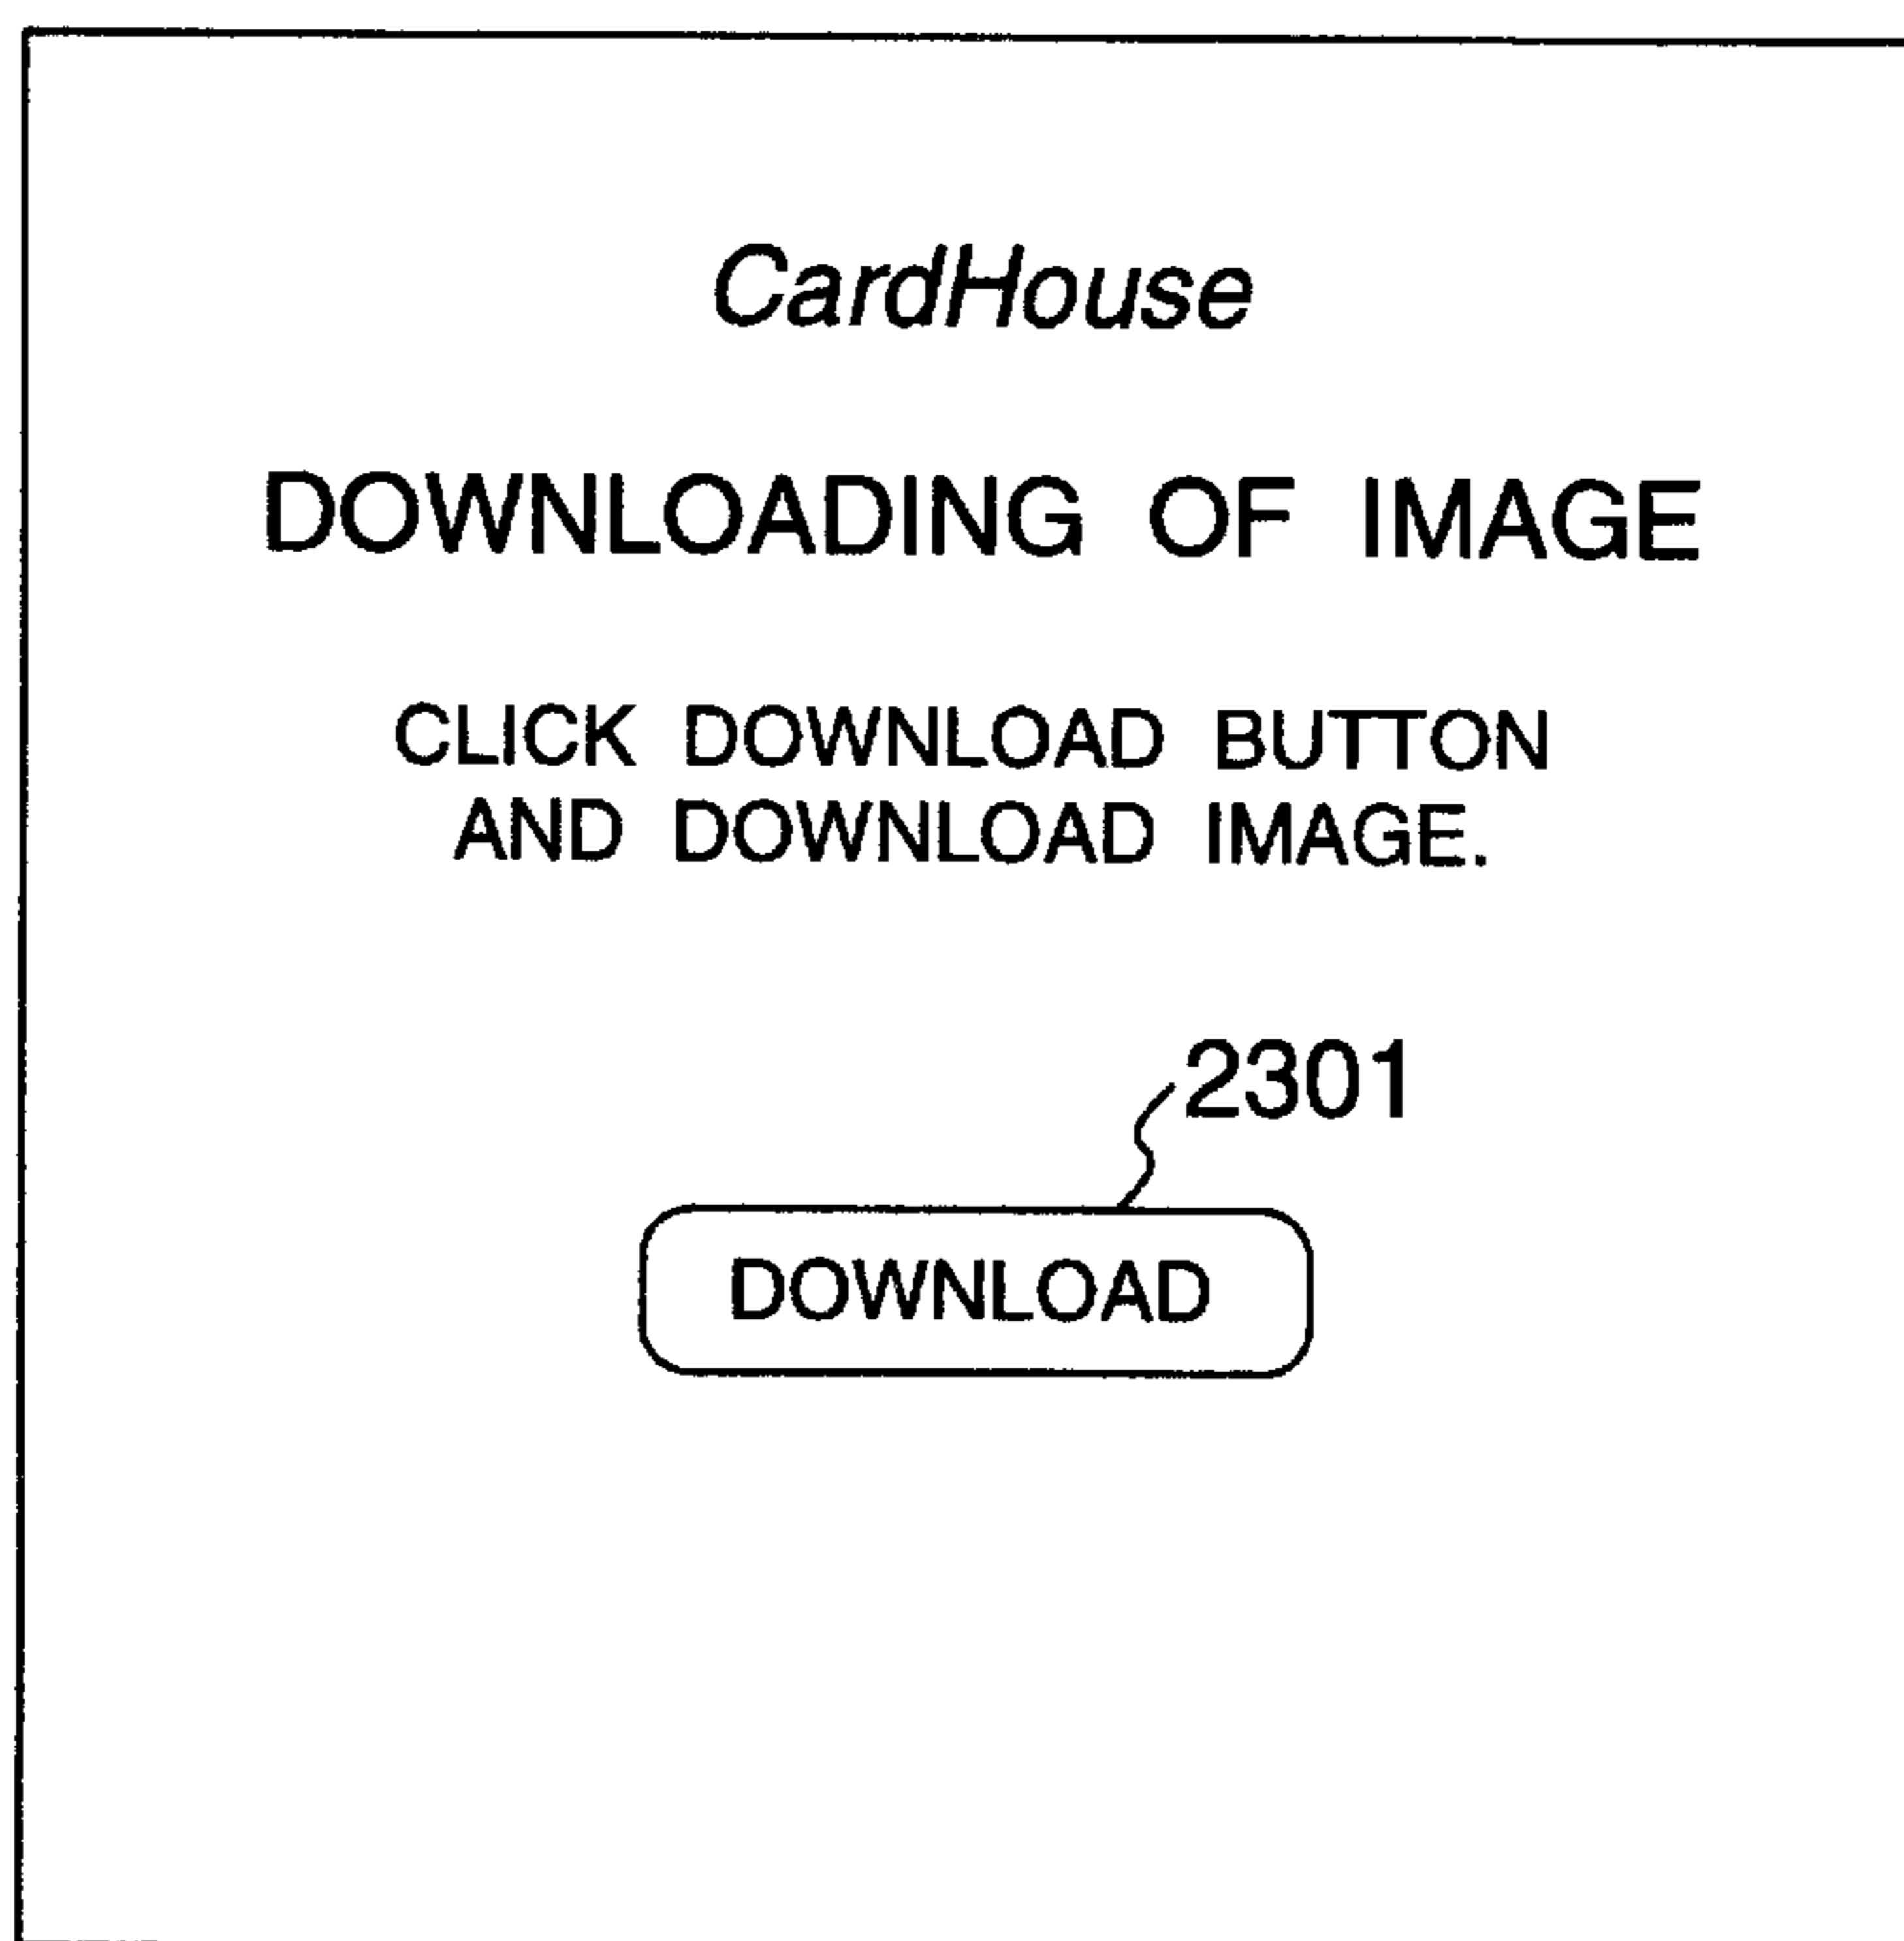 CardHouse
DOWNLOADING OF IMAGE
CLICK DOWNLOAD BUTTON
AND DOWNLOAD IMAGE.
2301
DOWNLOAD